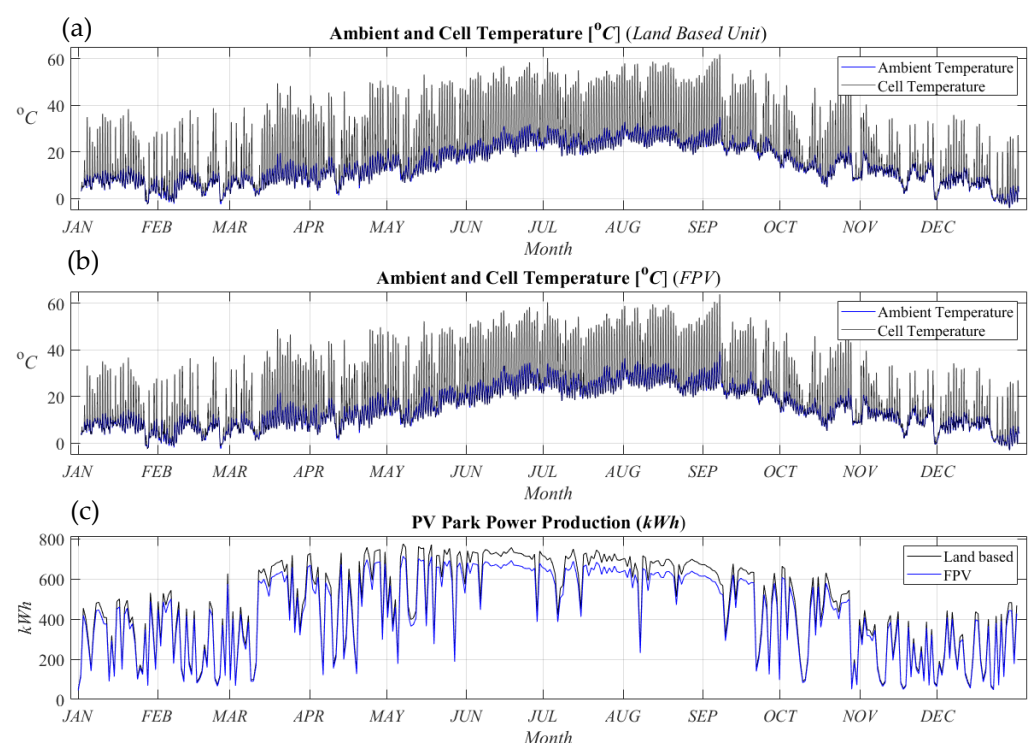 (a)
Ambient and Cell Temperature [°C] (Land Based Unit)
60
40
20
0
°C
Ambient Temperature
Cell Temperature
JAN FEB MAR APR MAY JUN JUL AUG SEP OCT NOV DEC
Month
(b)
Ambient and Cell Temperature [°C] (FPV)
60
40
20
0
°C
Ambient Temperature
Cell Temperature
JAN FEB MAR APR MAY JUN JUL AUG SEP OCT NOV DEC
Month
(c)
PV Park Power Production (kWh)
800
600
400
200
0
kWh
Land based
FPV
JAN FEB MAR APR MAY JUN JUL AUG SEP OCT NOV DEC
Month